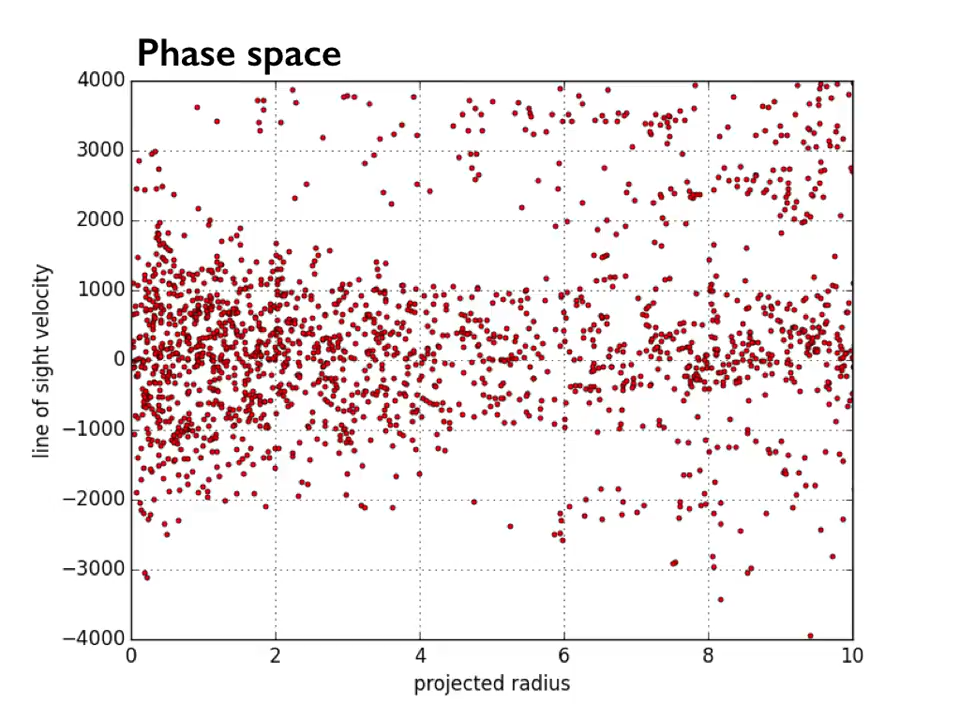 Phase space
4000
3000
2000
1000
0
−1000
−2000
−3000
−4000
line of sight velocity
0 2 4 6 8 10
projected radius